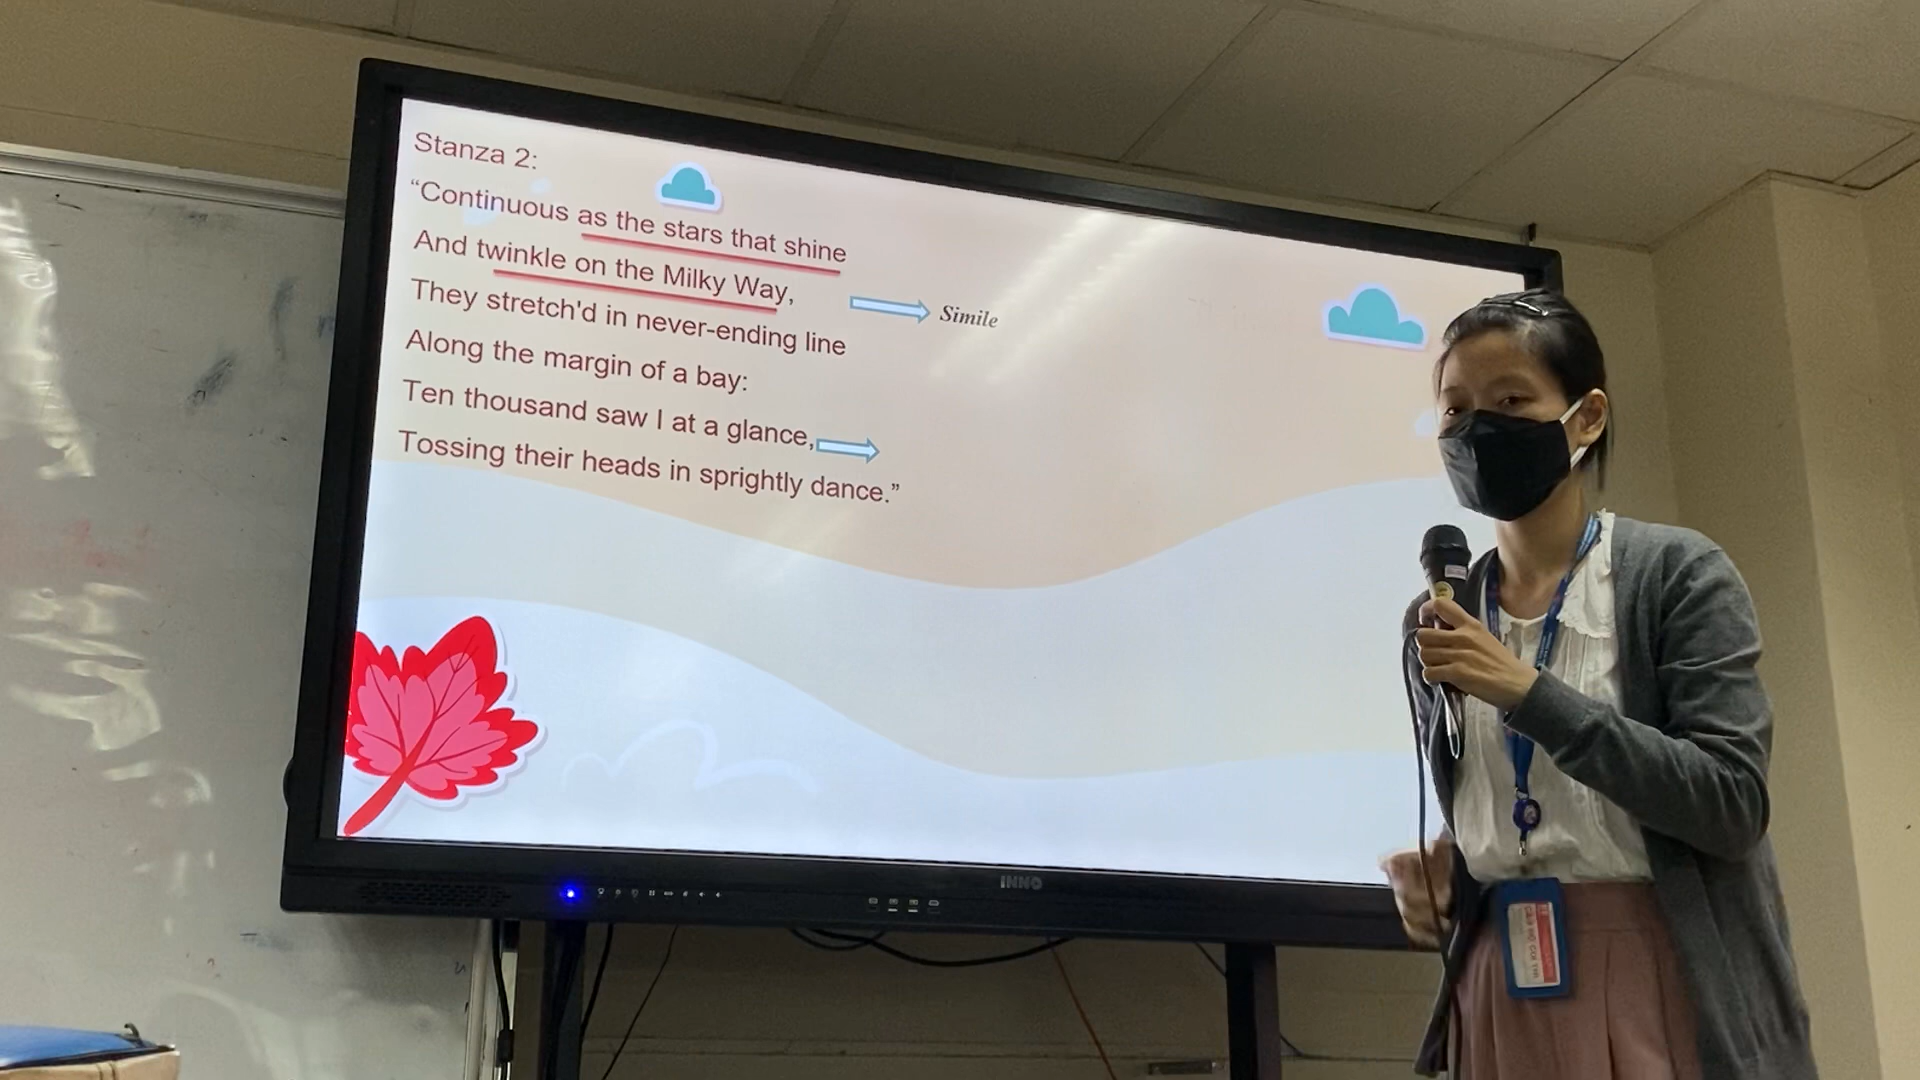 Stanza 2:
“Continuous as the stars that shine
And twinkle on the Milky Way,
They stretch'd in never-ending line
Simile
Along the margin of a bay:
Ten thousand saw I at a glance,
Tossing their heads in sprightly dance.”
INNO